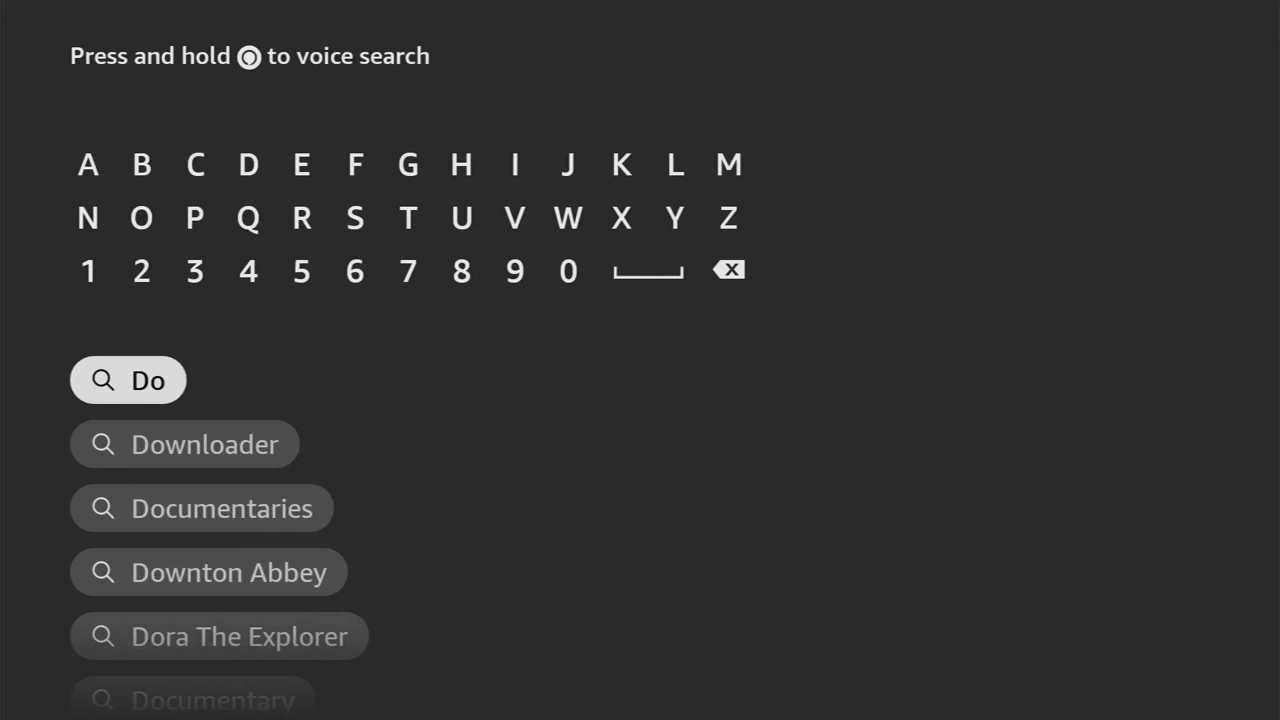 Press and hold to voice search
A B C D E F G H I J K L M
N O P Q R S T U V W X Y Z
1 2 3 4 5 6 7 8 9 0
Do
Downloader
Documentaries
Downton Abbey
Dora The Explorer
Documentary